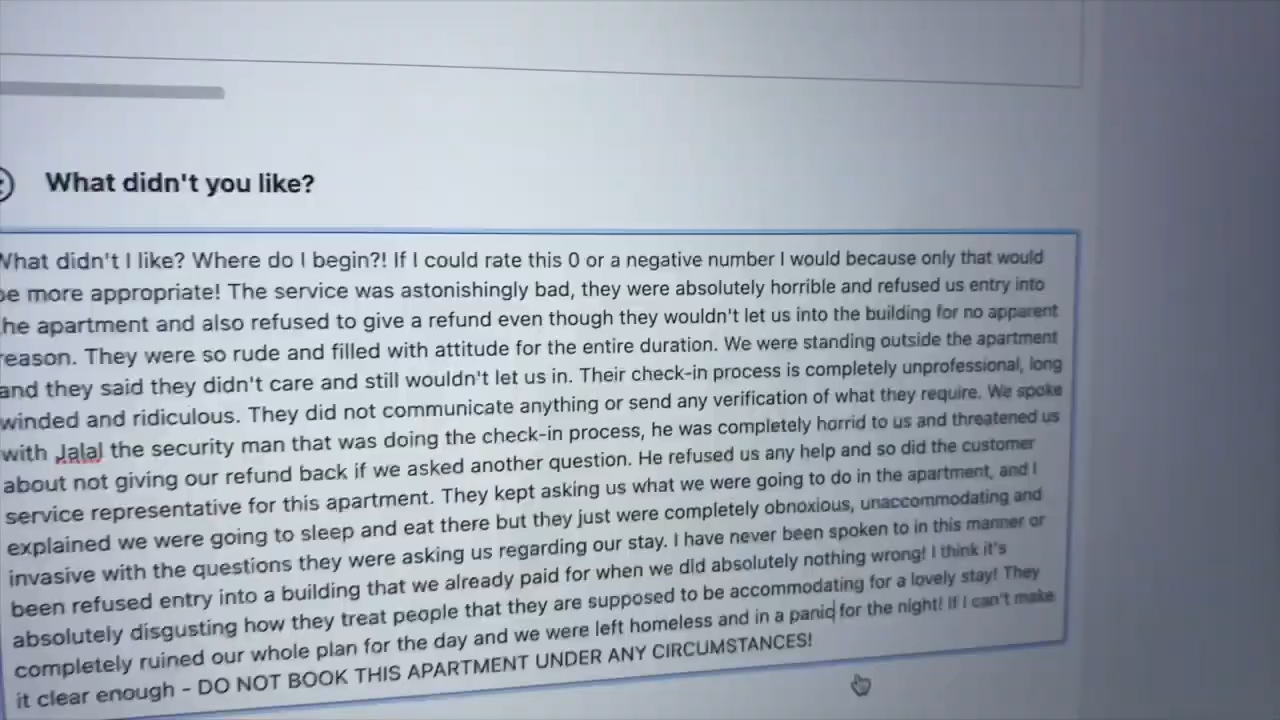 What didn't you like?
What didn't I like? Where do I begin?! If I could rate this 0 or a negative number I would because only that would
be more appropriate! The service was astonishingly bad, they were absolutely horrible and refused us entry into
the apartment and also refused to give a refund even though they wouldn't let us into the building for no apparent
reason. They were so rude and filled with attitude for the entire duration. We were standing outside the apartment
and they said they didn't care and still wouldn't let us in. Their check-in process is completely unprofessional, long
winded and ridiculous. They did not communicate anything or send any verification of what they require. We spoke
with Jalal the security man that was doing the check-in process, he was completely horrid to us and threatened us
about not giving our refund back if we asked another question. He refused us any help and so did the customer
service representative for this apartment. They kept asking us what we were going to do in the apartment, and I
explained we were going to sleep and eat there but they just were completely obnoxious, unaccommodating and
invasive with the questions they were asking us regarding our stay. I have never been spoken to in this manner or
been refused entry into a building that we already paid for when we did absolutely nothing wrong! I think it's
absolutely disgusting how they treat people that they are supposed to be accommodating for a lovely stay! They
completely ruined our whole plan for the day and we were left homeless and in a panic for the night! If I can't make
it clear enough - DO NOT BOOK THIS APARTMENT UNDER ANY CIRCUMSTANCES!